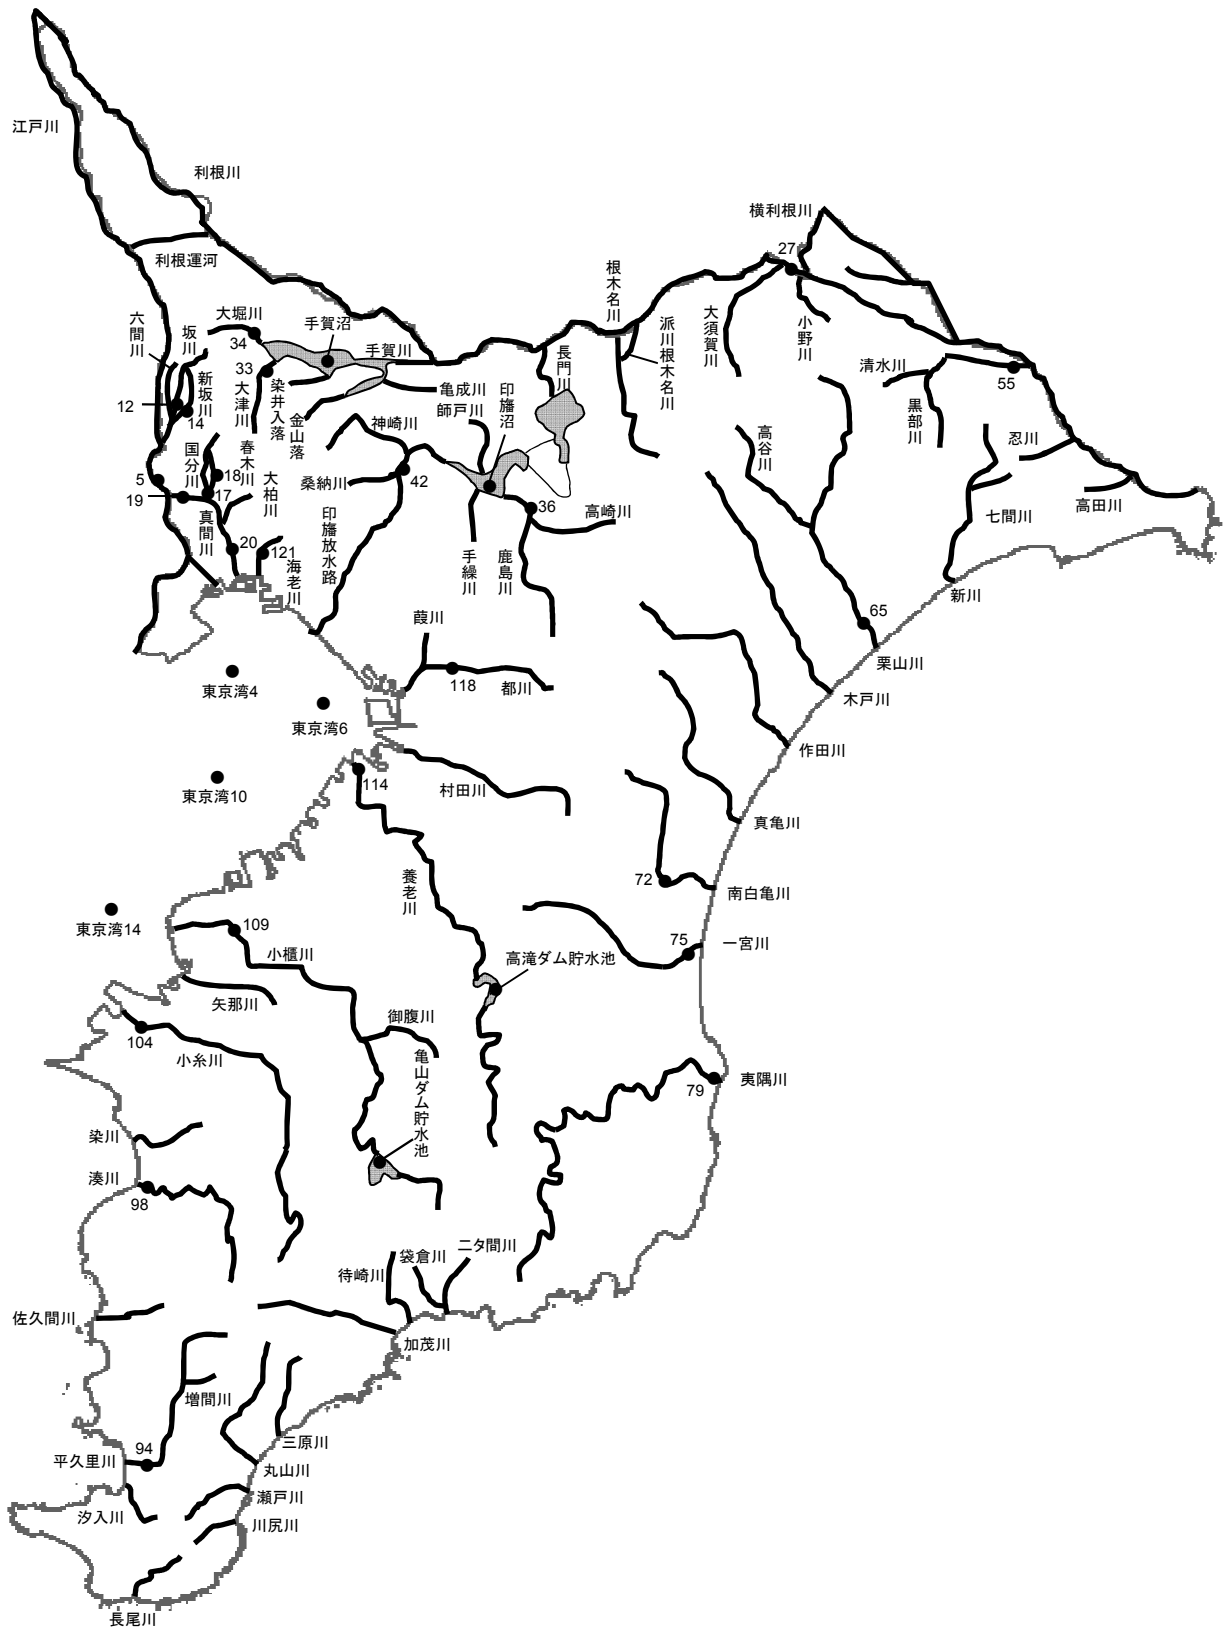 江戸川
利根川
利根運河
横利根川
27
根木名川
派川根木名川
大須賀川
小野川
六間川
坂川
大堀川
34
手賀沼
手賀川
33
新坂川
大津川
染井入落
金山落
亀成川
師戸川
印旛沼
長門川
清水川
55
黒部川
12
14
神崎川
高谷川
忍川
国分川
春木川
5
18
19
17
大柏川
桑納川
42
36
高崎川
高田川
真間川
印旛放水路
七間川
20
121
海老川
手繰川
鹿島川
新川
葭川
65
栗山川
東京湾4
118
都川
木戸川
東京湾6
作田川
114
東京湾10
村田川
真亀川
養老川
72
南白亀川
東京湾14
109
75
一宮川
小櫃川
高滝ダム貯水池
矢那川
御腹川
104
小糸川
亀山ダム貯水池
79
夷隅川
染川
湊川
98
二タ間川
袋倉川
待崎川
佐久間川
加茂川
増間川
94
平久里川
三原川
丸山川
瀬戸川
汐入川
川尻川
長尾川